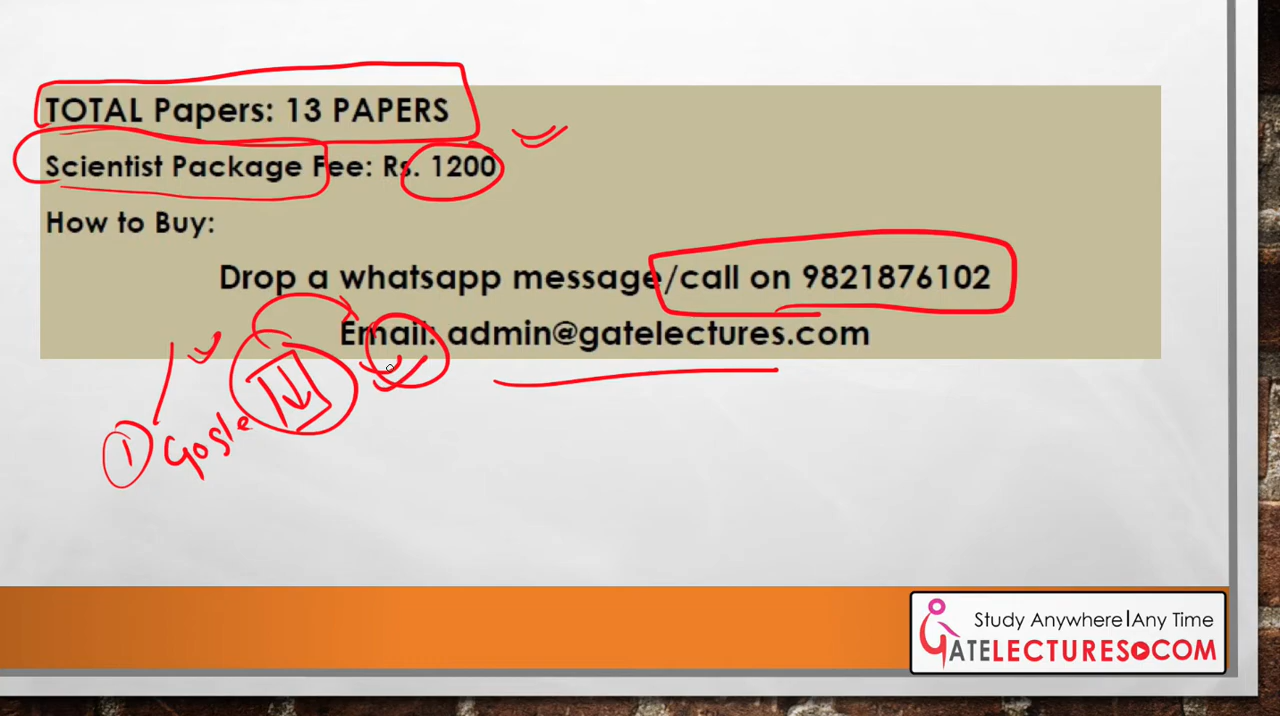 TOTAL Papers: 13 PAPERS
Scientist Package Fee: Rs. 1200
How to Buy:
Drop a whatsapp message/call on 9821876102
Email: admin@gatelectures.com
1
Study Anywhere|Any Time
GATELECTURES.COM